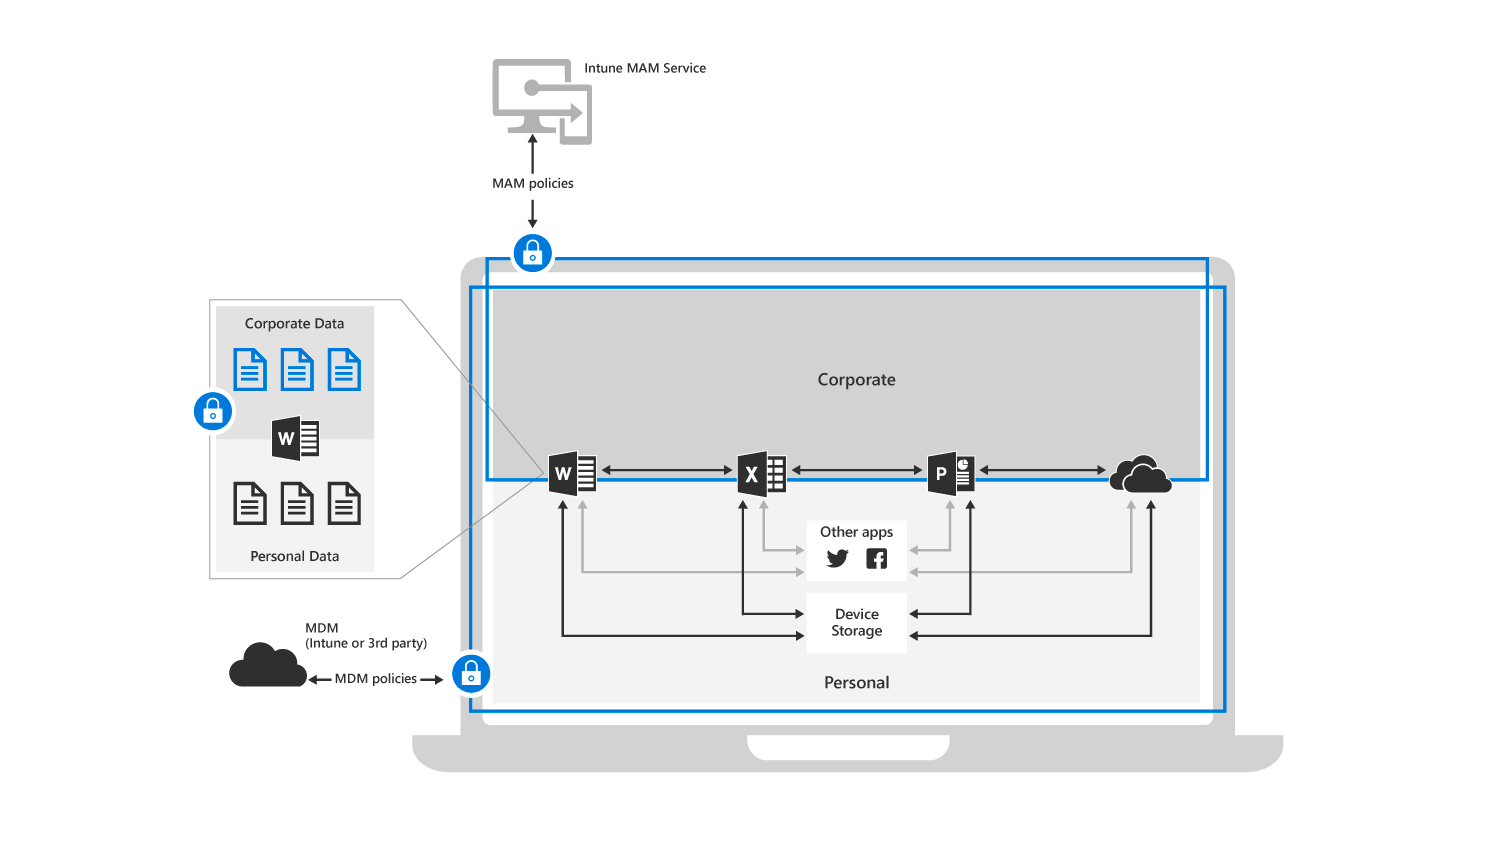 Intune MAM Service
MAM policies
Corporate Data
W
Personal Data
Corporate
W
X
P
Other apps
Device
Storage
Personal
MDM
(Intune or 3rd party)
MDM policies